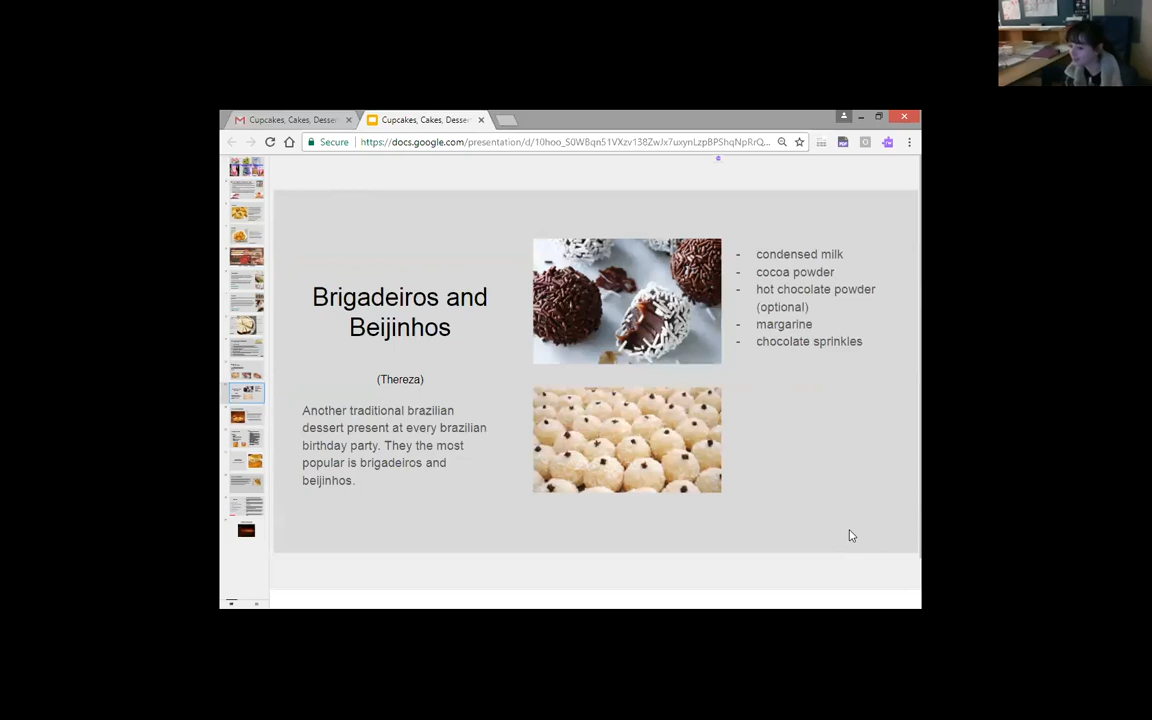 Cupcakes, Cakes, Desser
Cupcakes, Cakes, Desser
Secure
Brigadeiros and
Beijinhos
(Thereza)
Another traditional brazilian
dessert present at every brazilian
birthday party. They the most
popular is brigadeiros and
beijinhos.
- condensed milk
- cocoa powder
- hot chocolate powder
(optional)
- margarine
- chocolate sprinkles